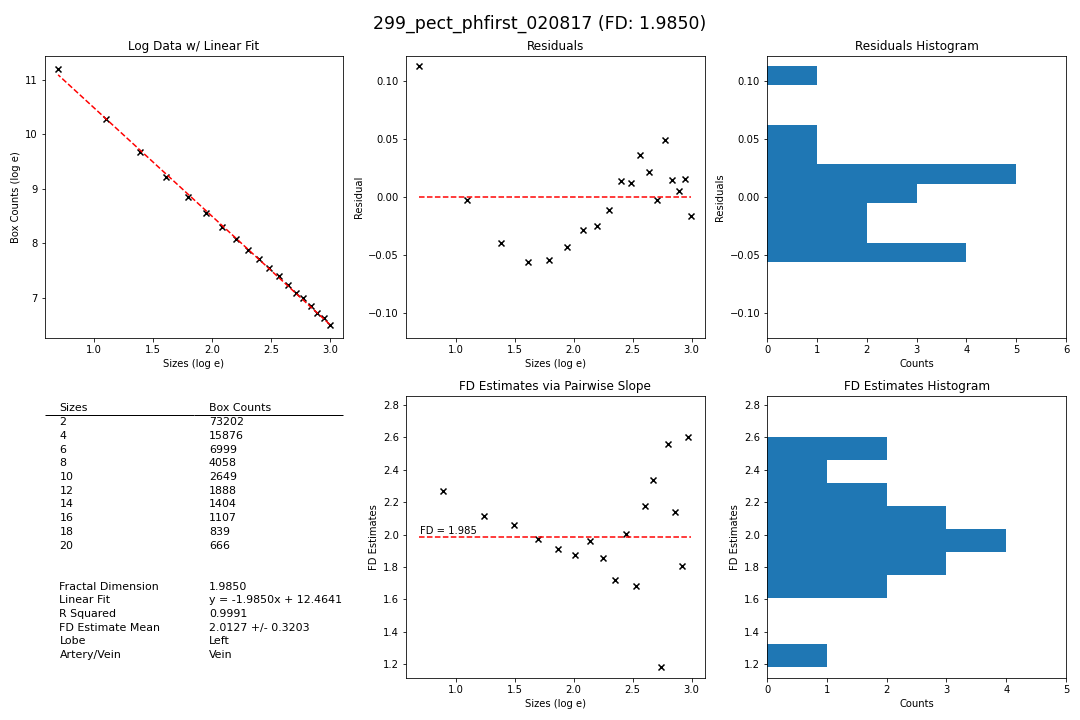 299_pect_phfirst_020817 (FD: 1.9850)
Log Data w/ Linear Fit
Box Counts (log e)
11
10
9
8
7
1.0 1.5 2.0 2.5 3.0
Sizes (log e)
Residuals
Residual
0.10
0.05
0.00
−0.05
−0.10
1.0 1.5 2.0 2.5 3.0
Sizes (log e)
Residuals Histogram
Residuals
0.10
0.05
0.00
−0.05
−0.10
0 1 2 3 4 5 6
Counts
Sizes Box Counts
2 73202
4 15876
6 6999
8 4058
10 2649
12 1888
14 1404
16 1107
18 839
20 666
Fractal Dimension 1.9850
Linear Fit y = -1.9850x + 12.4641
R Squared 0.9991
FD Estimate Mean 2.0127 +/- 0.3203
Lobe Left
Artery/Vein Vein
FD Estimates via Pairwise Slope
FD Estimates
2.8
2.6
2.4
2.2
2.0
1.8
1.6
1.4
1.2
FD = 1.985
1.0 1.5 2.0 2.5 3.0
Sizes (log e)
FD Estimates Histogram
FD Estimates
2.8
2.6
2.4
2.2
2.0
1.8
1.6
1.4
1.2
0 1 2 3 4 5
Counts